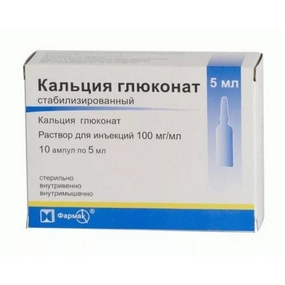 Кальция глюконат
5 мл
стабилизированный
Кальция глюконат
Раствор для инъекций 100 мг/мл
10 ампул по 5 мл
стерильно
внутривенно
внутримышечно
Фармак